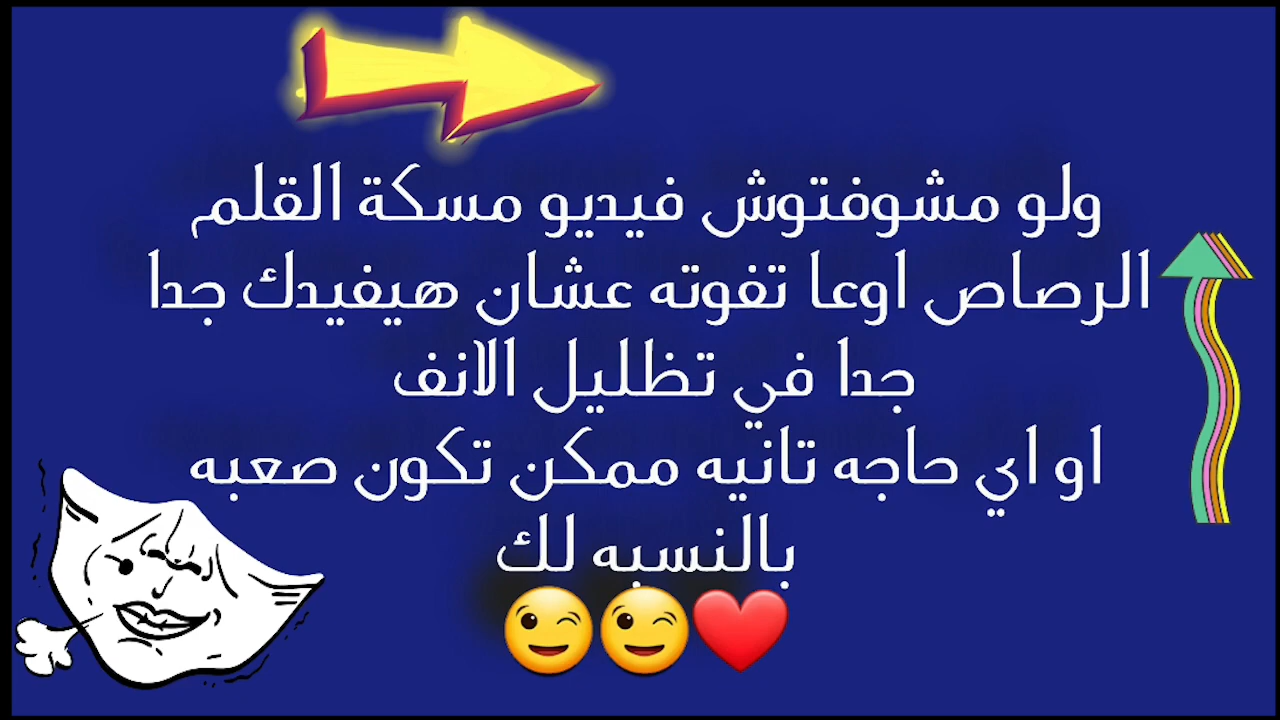 ولو مشوفتوش فيديو مسكة القلم
الرصاص اوعا تفوته عشان هيفيدك جدا
جدا في تظليل الانف
او اي حاجه تانيه ممكن تكون صعبه
بالنسبه لك
😉😉❤️